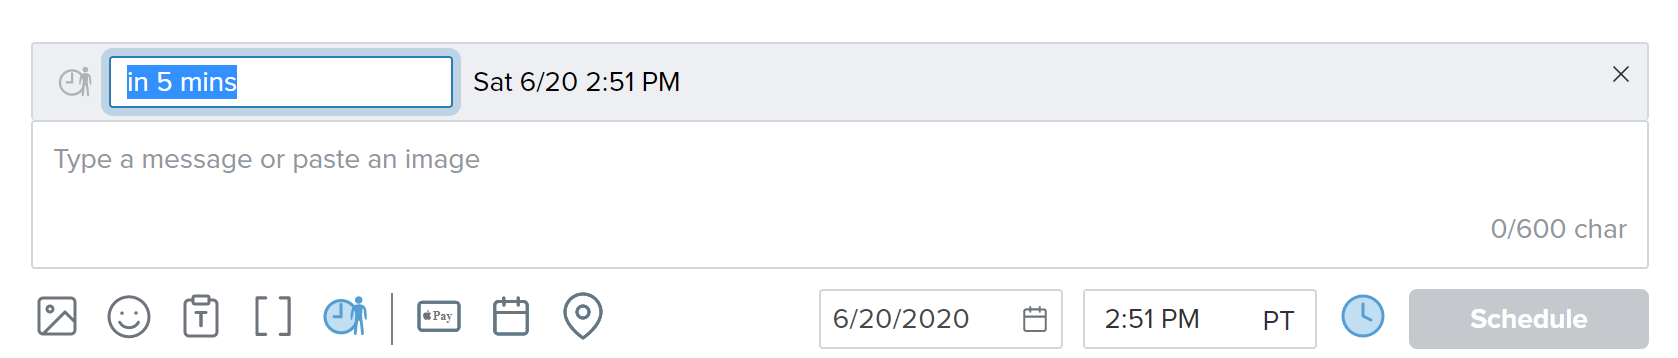 in 5 mins Sat 6/20 2:51 PM
Type a message or paste an image
0/600 char
T Pay 6/20/2020 2:51 PM PT Schedule